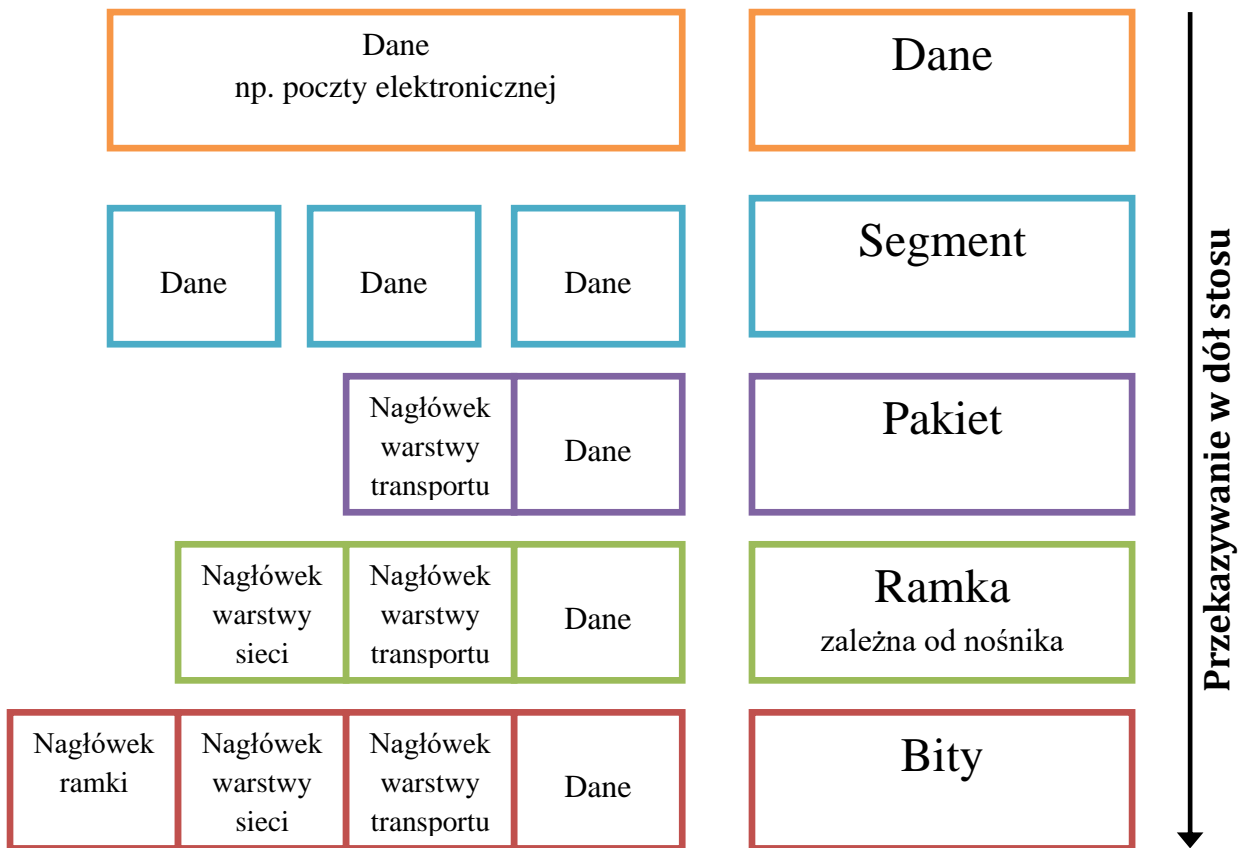 Dane
np. poczty elektronicznej
Dane
Dane
Dane
Dane
Segment
Nagłówek
warstwy
transportu
Dane
Pakiet
Nagłówek
warstwy
sieci
Nagłówek
warstwy
transportu
Dane
Ramka
zależna od nośnika
Nagłówek
ramki
Nagłówek
warstwy
sieci
Nagłówek
warstwy
transportu
Dane
Bity
Przekazywanie w dół stosu